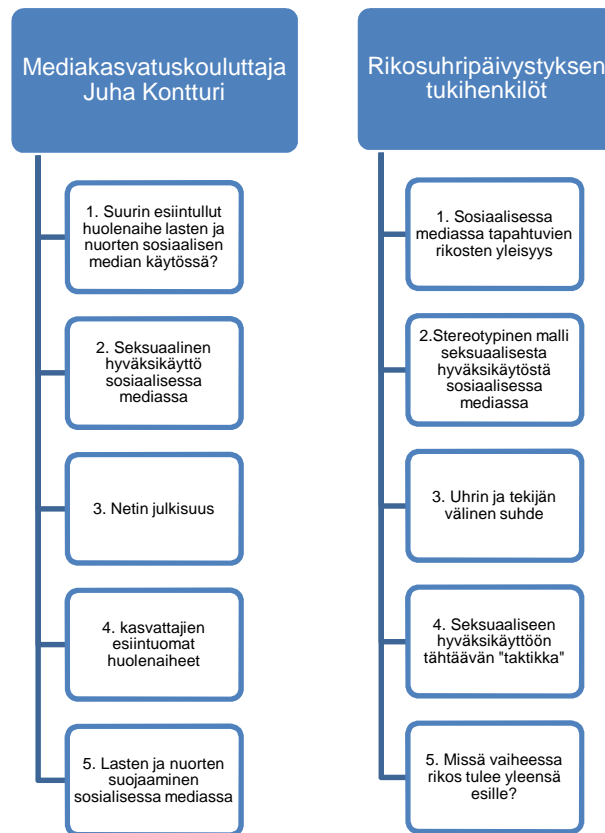 Mediakasvatuskouluttaja
Juha Kontturi
1. Suurin esiintullut
huolenaihe lasten ja
nuorten sosiaalisen
median käytössä?
2. Seksuaalinen
hyväksikäyttö
sosiaalisessa
mediassa
3. Netin julkisuus
4. kasvattajien
esiintuomat
huolenaiheet
5. Lasten ja nuorten
suojaaminen
sosialisessa mediassa
Rikosuhripäivystyksen
tukihenkilöt
1. Sosiaalisessa
mediassa tapahtuvien
rikosten yleisyys
2.Stereotypinen malli
seksuaalisesta
hyväksikäytöstä
sosiaalisessa
mediassa
3. Uhrin ja tekijän
välinen suhde
4. Seksuaaliseen
hyväksikäyttöön
tähtäävän "taktikka"
5. Missä vaiheessa
rikos tulee yleensä
esille?